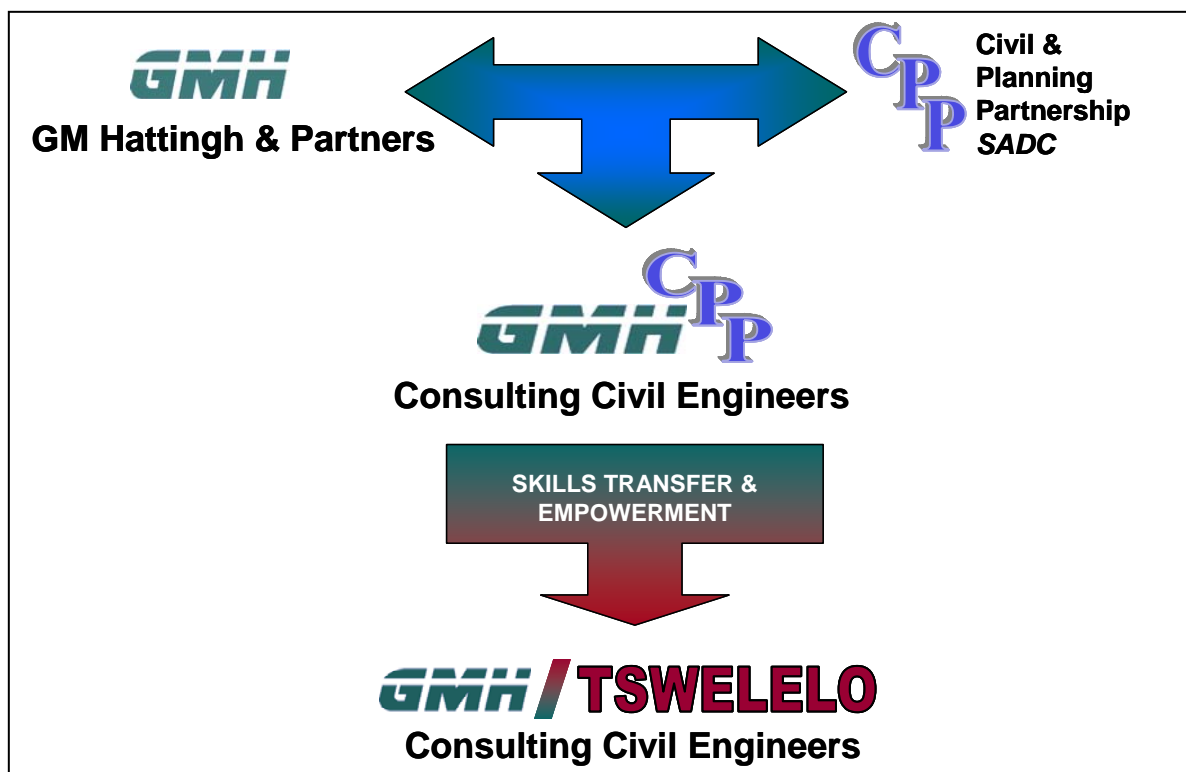 GMH
GM Hattingh & Partners
CPP
Civil &
Planning
Partnership
SADC
GMH CPP
Consulting Civil Engineers
SKILLS TRANSFER &
EMPOWERMENT
GMH / TSWELELO
Consulting Civil Engineers